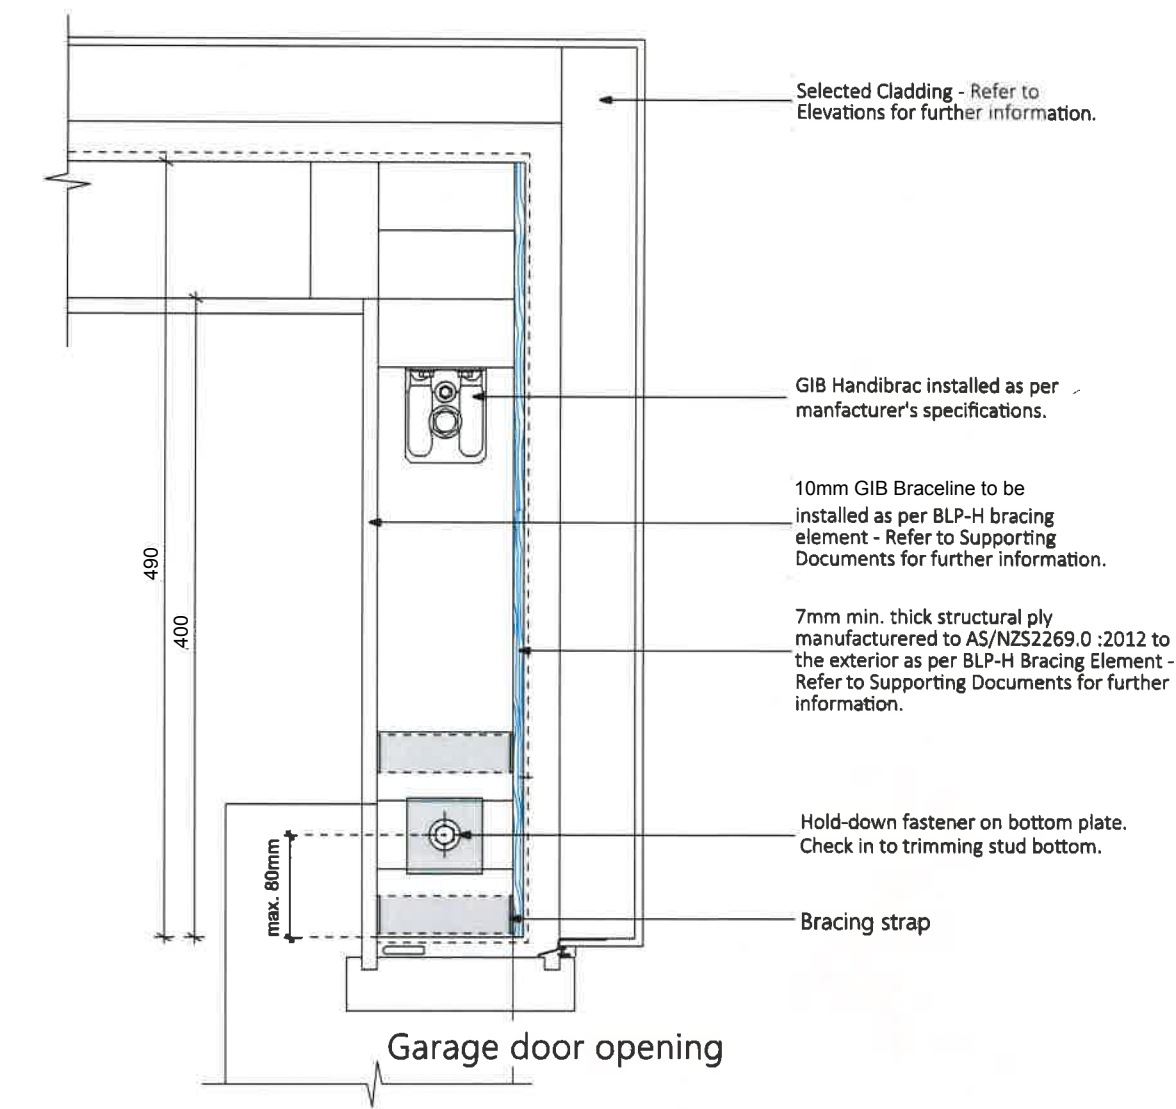 Selected Cladding - Refer to
Elevations for further information.
GIB Handibrac installed as per
manfacturer's specifications.
10mm GIB Braceline to be
installed as per BLP-H bracing
element - Refer to Supporting
Documents for further information.
490
400
7mm min. thick structural ply
manufacturered to AS/NZS2269.0 :2012 to
the exterior as per BLP-H Bracing Element -
Refer to Supporting Documents for further
information.
max. 80mm
Hold-down fastener on bottom plate.
Check in to trimming stud bottom.
Bracing strap
Garage door opening